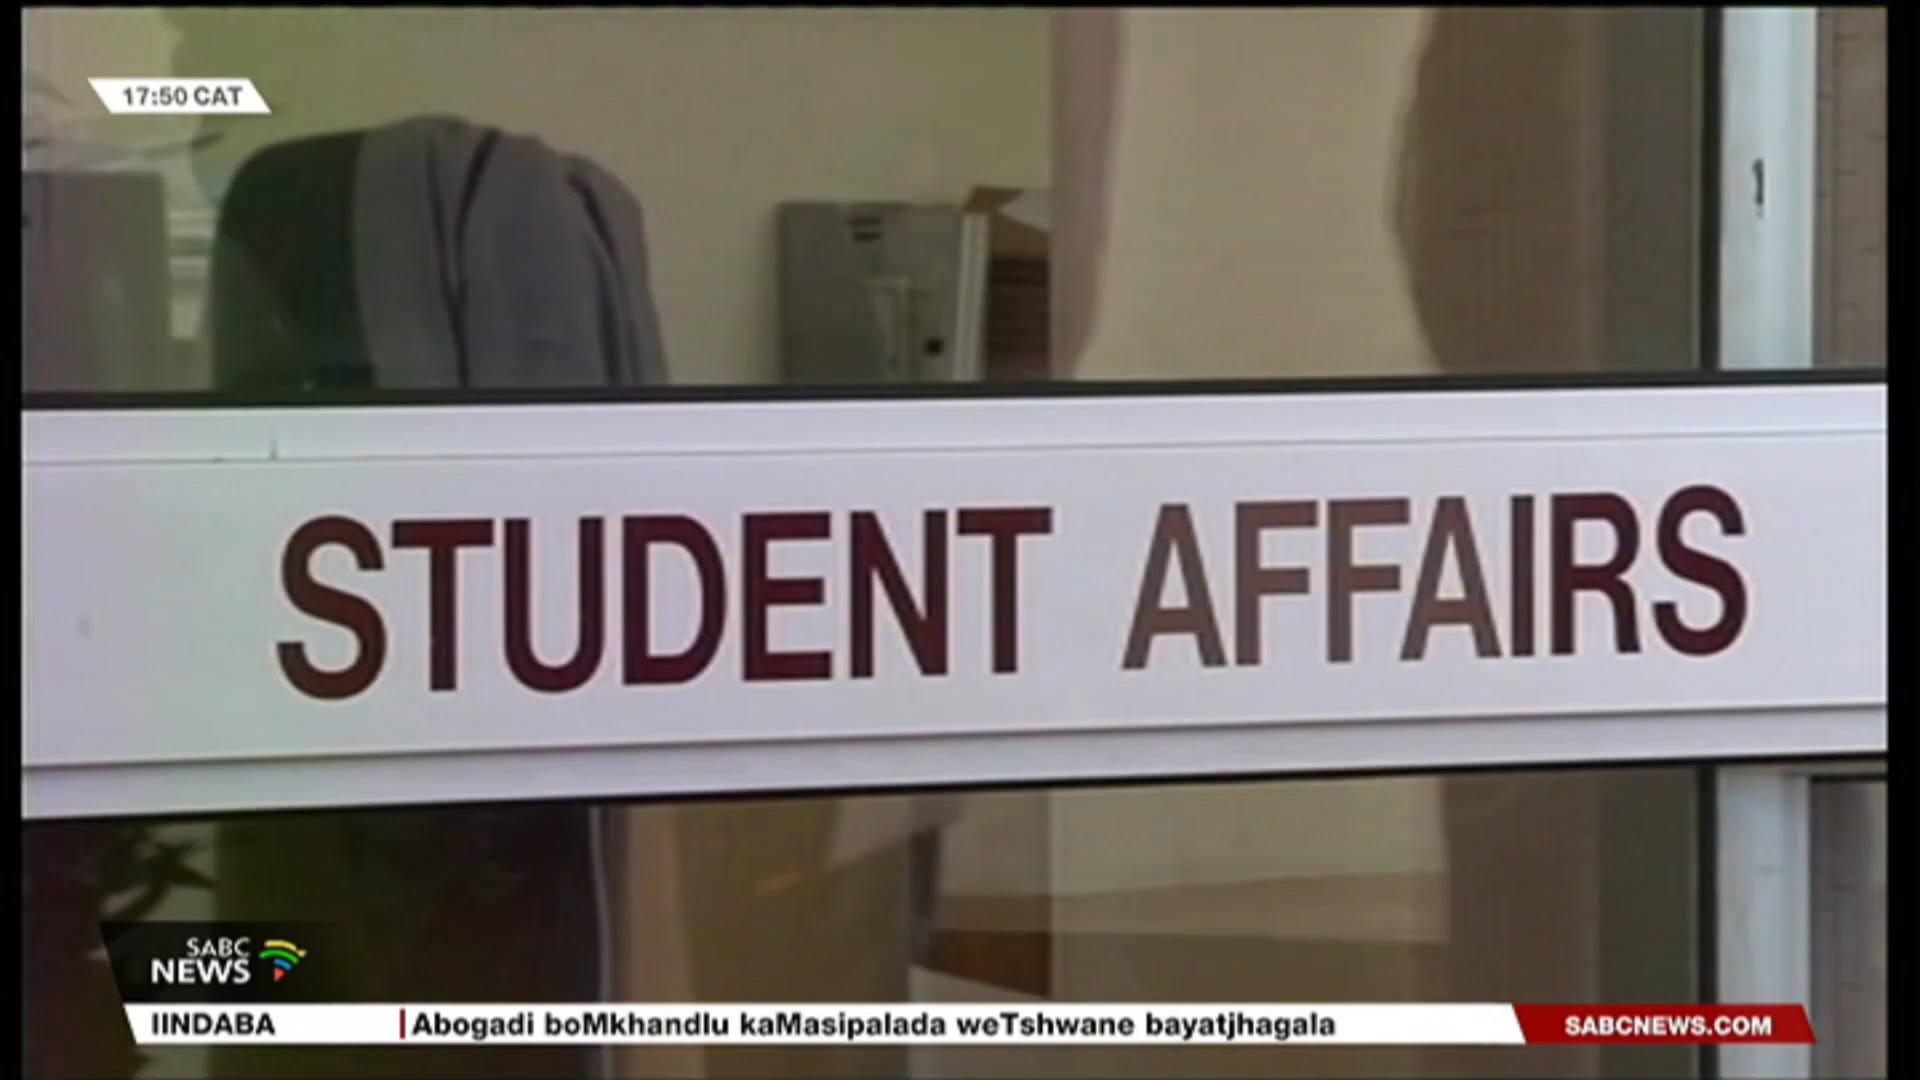 17:50 CAT
STUDENT AFFAIRS
SABC
NEWS
IINDABA
Abogadi boMkhandlu kaMasipalada weTshwane bayatjhagala
SABCNEWS.COM